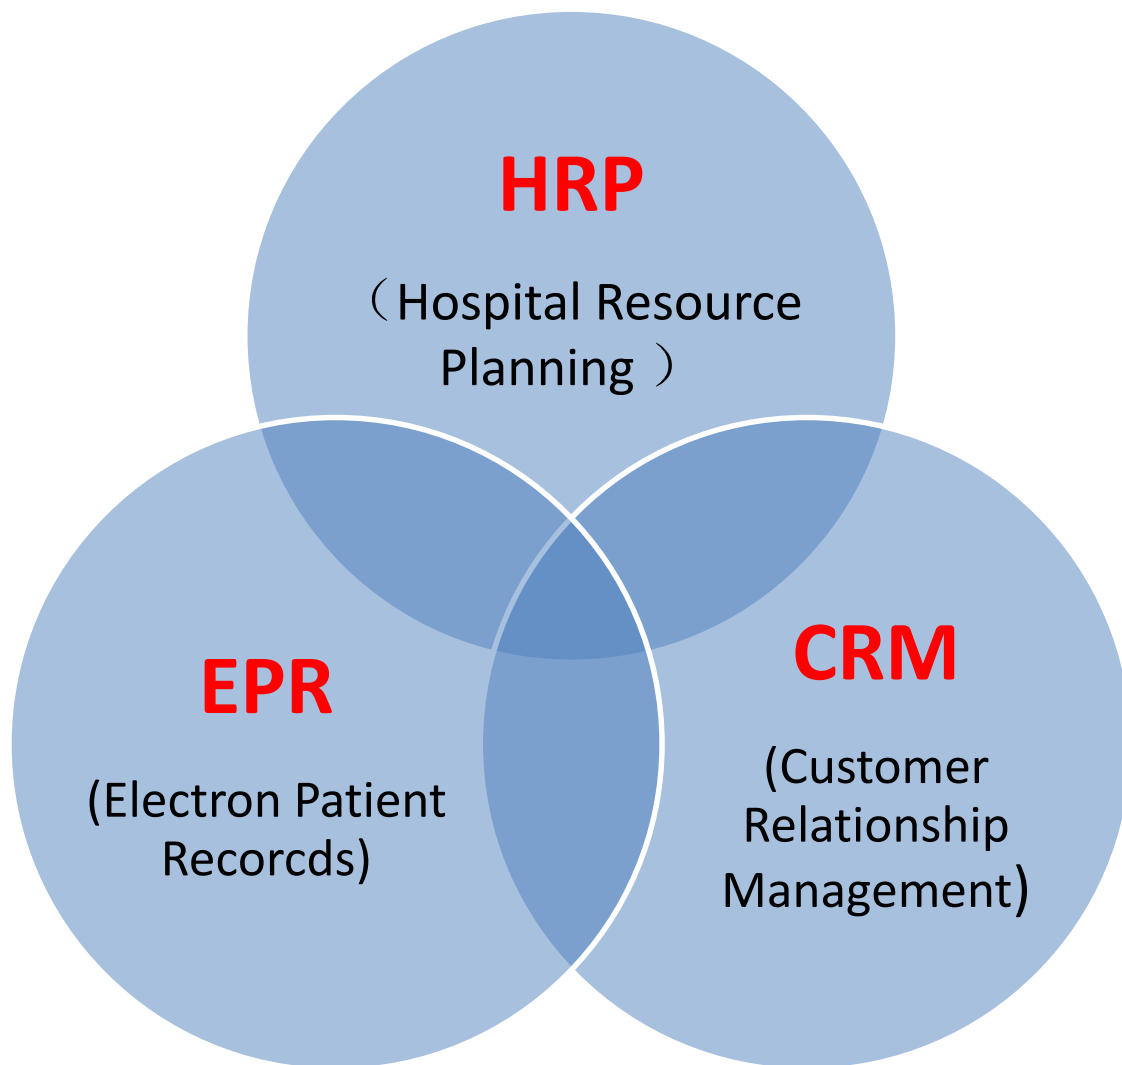 HRP
（Hospital Resource
Planning ）
EPR
(Electron Patient
Recorcds)
CRM
(Customer
Relationship
Management)